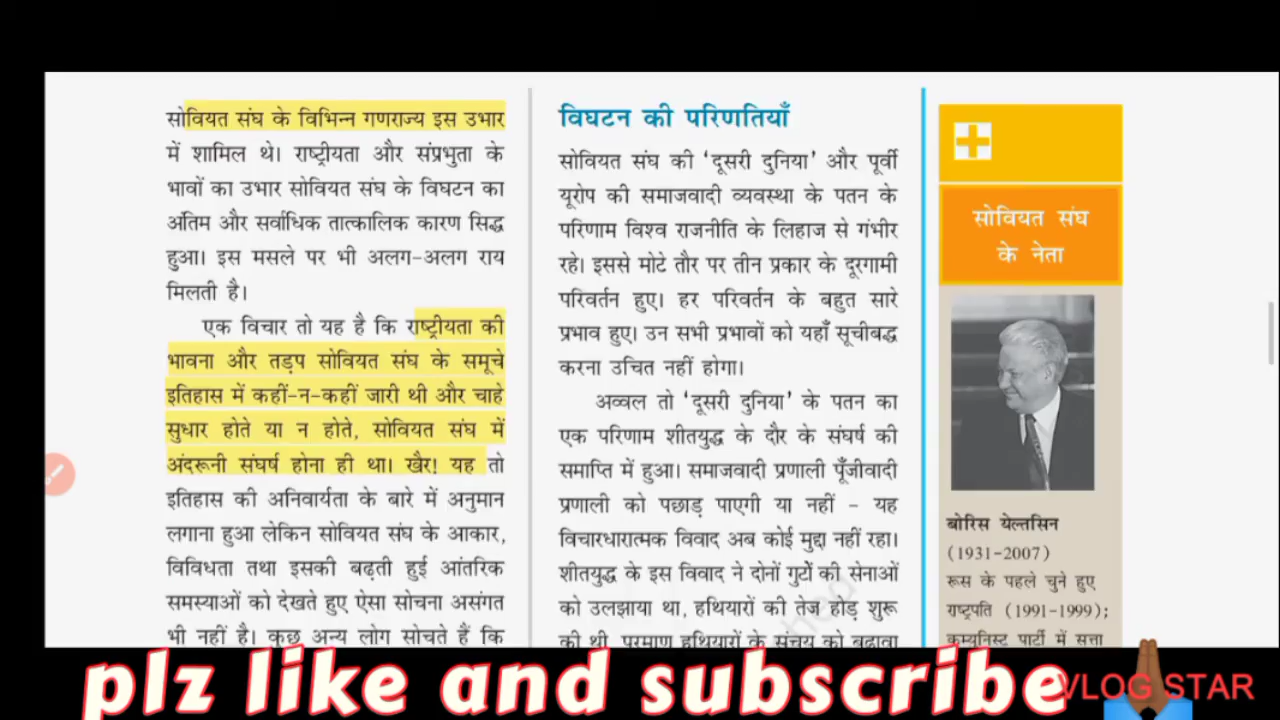 सोवियत संघ के विभिन्न गणराज्य इस उभार
में शामिल थे। राष्ट्रीयता और संप्रभुता के
भावों का उभार सोवियत संघ के विघटन का
अंतिम और सर्वाधिक तात्कालिक कारण सिद्ध
हुआ। इस मसले पर भी अलग-अलग राय
मिलती है।
एक विचार तो यह है कि राष्ट्रीयता की
भावना और तड़प सोवियत संघ के समूचे
इतिहास में कहीं-न-कहीं जारी थी और चाहे
सुधार होते या न होते, सोवियत संघ में
अंदरूनी संघर्ष होना ही था। खैर! यह तो
इतिहास की अनिवार्यता के बारे में अनुमान
लगाना हुआ लेकिन सोवियत संघ के आकार,
विविधता तथा इसकी बढ़ती हुई आंतरिक
समस्याओं को देखते हुए ऐसा सोचना असंगत
भी नहीं है। कुछ अन्य लोग सोचते हैं कि
विघटन की परिणतियाँ
सोवियत संघ की ‘दूसरी दुनिया’ और पूर्वी
यूरोप की समाजवादी व्यवस्था के पतन के
परिणाम विश्व राजनीति के लिहाज से गंभीर
रहे। इससे मोटे तौर पर तीन प्रकार के दूरगामी
परिवर्तन हुए। हर परिवर्तन के बहुत सारे
प्रभाव हुए। उन सभी प्रभावों को यहाँ सूचीबद्ध
करना उचित नहीं होगा।
अव्वल तो ‘दूसरी दुनिया’ के पतन का
एक परिणाम शीतयुद्ध के दौर के संघर्ष की
समाप्ति में हुआ। समाजवादी प्रणाली पूँजीवादी
प्रणाली को पछाड़ पाएगी या नहीं - यह
विचारधारात्मक विवाद अब कोई मुद्दा नहीं रहा।
शीतयुद्ध के इस विवाद ने दोनों गुटों की सेनाओं
को उलझाया था, हथियारों की तेज होड़ शुरू
की थी, परमाणु हथियारों के संचय को बढ़ावा
सोवियत संघ
के नेता
बोरिस येल्तसिन
(1931-2007)
रूस के पहले चुने हुए
राष्ट्रपति (1991-1999);
कम्युनिस्ट पार्टी में सत्ता
plz like and subscribe
VLOG STAR